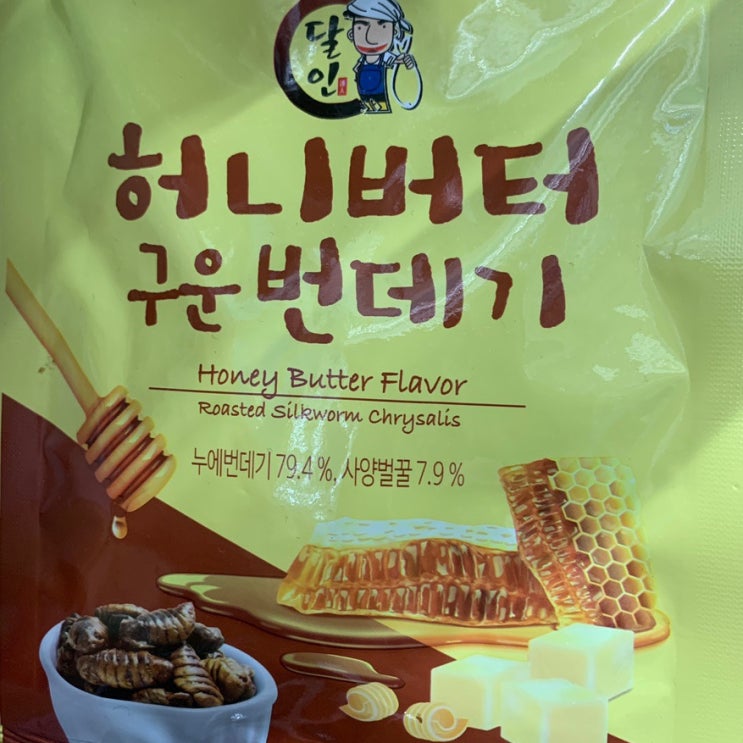 달인
허니버터
구운번데기
Honey Butter Flavor
Roasted Silkworm Chrysalis
누에번데기 79.4 %, 사양벌꿀 7.9 %